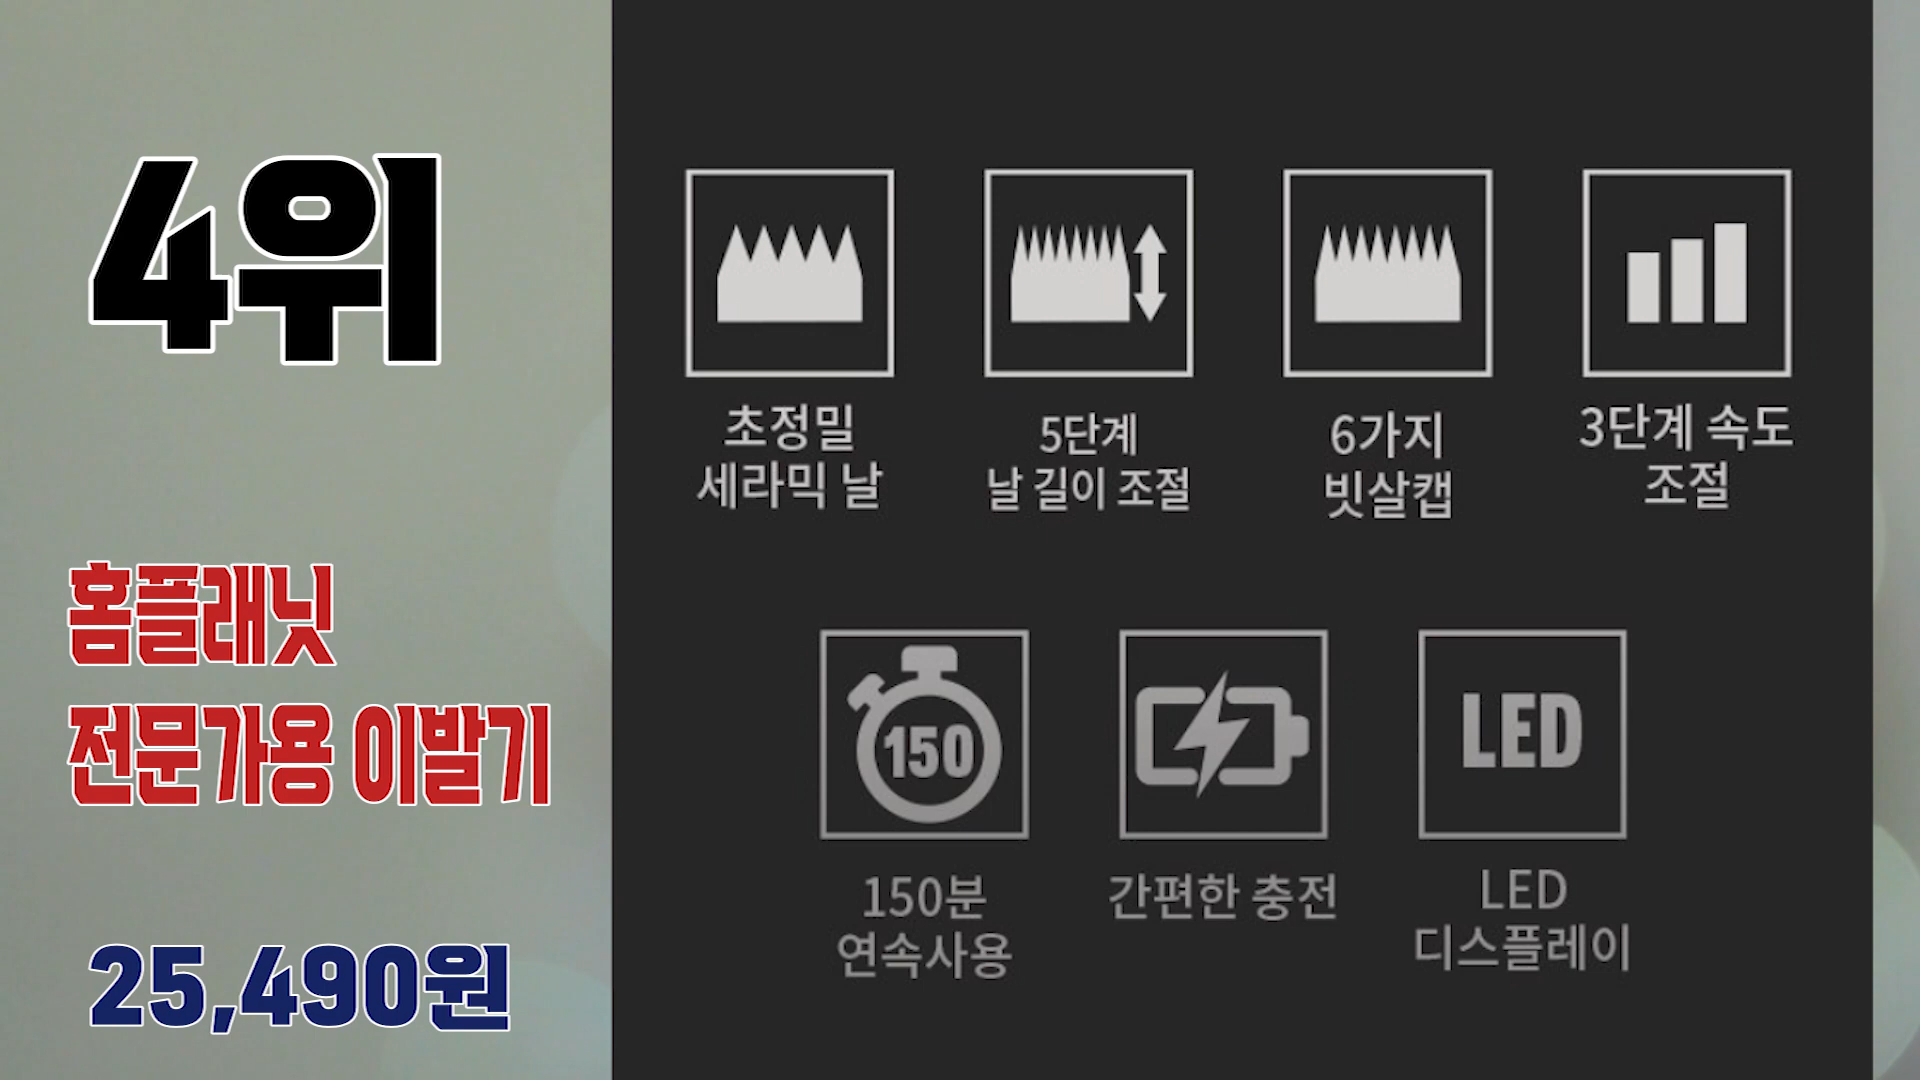 4위
홈플래닛
전문가용 이발기
25,490원
초정밀
세라믹 날
5단계
날 길이 조절
6가지
빗살캡
3단계 속도
조절
150
LED
150분
연속사용
간편한 충전
LED
디스플레이